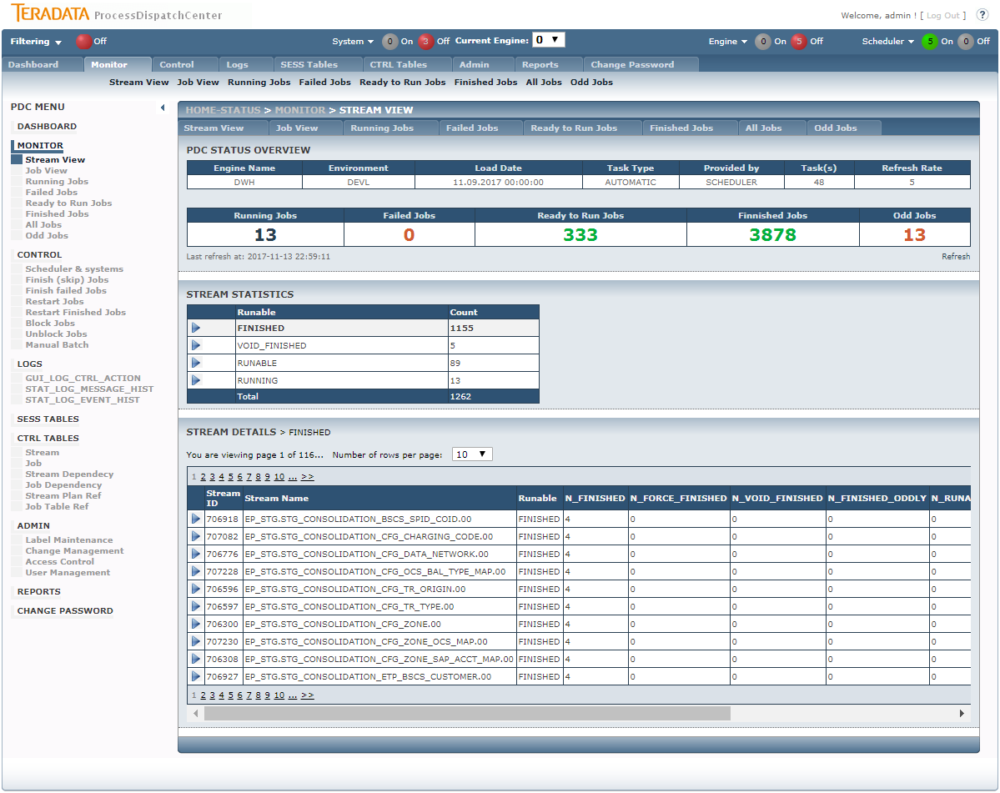 TERADATA ProcessDispatchCenter
Welcome, admin ! [ Log Out ] ?
Filtering Off System 0 On 3 Off Current Engine: 0 Engine 0 On 5 Off Scheduler 5 On 0 Off
Dashboard Monitor Control Logs SESS Tables CTRL Tables Admin Reports Change Password
Stream View Job View Running Jobs Failed Jobs Ready to Run Jobs Finished Jobs All Jobs Odd Jobs
PDC MENU
DASHBOARD
MONITOR
Stream View
Job View
Running Jobs
Failed Jobs
Ready to Run Jobs
Finished Jobs
All Jobs
Odd Jobs
CONTROL
Scheduler & systems
Finish (skip) Jobs
Finish failed Jobs
Restart Jobs
Restart Finished Jobs
Block Jobs
Unblock Jobs
Manual Batch
LOGS
GUI_LOG_CTRL_ACTION
STAT_LOG_MESSAGE_HIST
STAT_LOG_EVENT_HIST
SESS TABLES
CTRL TABLES
Stream
Job
Stream Dependecy
Job Dependency
Stream Plan Ref
Job Table Ref
ADMIN
Label Maintenance
Change Management
Access Control
User Management
REPORTS
CHANGE PASSWORD
HOME-STATUS > MONITOR > STREAM VIEW
Stream View Job View Running Jobs Failed Jobs Ready to Run Jobs Finished Jobs All Jobs Odd Jobs
PDC STATUS OVERVIEW
Engine Name Environment Load Date Task Type Provided by Task(s) Refresh Rate
DWH DEVL 11.09.2017 00:00:00 AUTOMATIC SCHEDULER 48 5
Running Jobs Failed Jobs Ready to Run Jobs Finnished Jobs Odd Jobs
13 0 333 3878 13
Last refresh at: 2017-11-13 22:59:11 Refresh
STREAM STATISTICS
Runable Count
FINISHED 1155
VOID_FINISHED 5
RUNABLE 89
RUNNING 13
Total 1262
STREAM DETAILS > FINISHED
You are viewing page 1 of 116... Number of rows per page: 10
1 2 3 4 5 6 7 8 9 10 ... >>
Stream ID Stream Name Runable N_FINISHED N_FORCE_FINISHED N_VOID_FINISHED N_FINISHED_ODDLY N_RUNA
706918 EP_STG.STG_CONSOLIDATION_BSCS_SPID_COID.00 FINISHED 4 0 0 0 0
707082 EP_STG.STG_CONSOLIDATION_CFG_CHARGING_CODE.00 FINISHED 4 0 0 0 0
706776 EP_STG.STG_CONSOLIDATION_CFG_DATA_NETWORK.00 FINISHED 4 0 0 0 0
707228 EP_STG.STG_CONSOLIDATION_CFG_OCS_BAL_TYPE_MAP.00 FINISHED 4 0 0 0 0
706596 EP_STG.STG_CONSOLIDATION_CFG_TR_ORIGIN.00 FINISHED 4 0 0 0 0
706597 EP_STG.STG_CONSOLIDATION_CFG_TR_TYPE.00 FINISHED 4 0 0 0 0
706300 EP_STG.STG_CONSOLIDATION_CFG_ZONE.00 FINISHED 4 0 0 0 0
707230 EP_STG.STG_CONSOLIDATION_CFG_ZONE_OCS_MAP.00 FINISHED 4 0 0 0 0
706308 EP_STG.STG_CONSOLIDATION_CFG_ZONE_SAP_ACCT_MAP.00 FINISHED 4 0 0 0 0
706927 EP_STG.STG_CONSOLIDATION_ETP_BSCS_CUSTOMER.00 FINISHED 4 0 0 0 0
1 2 3 4 5 6 7 8 9 10 ... >>